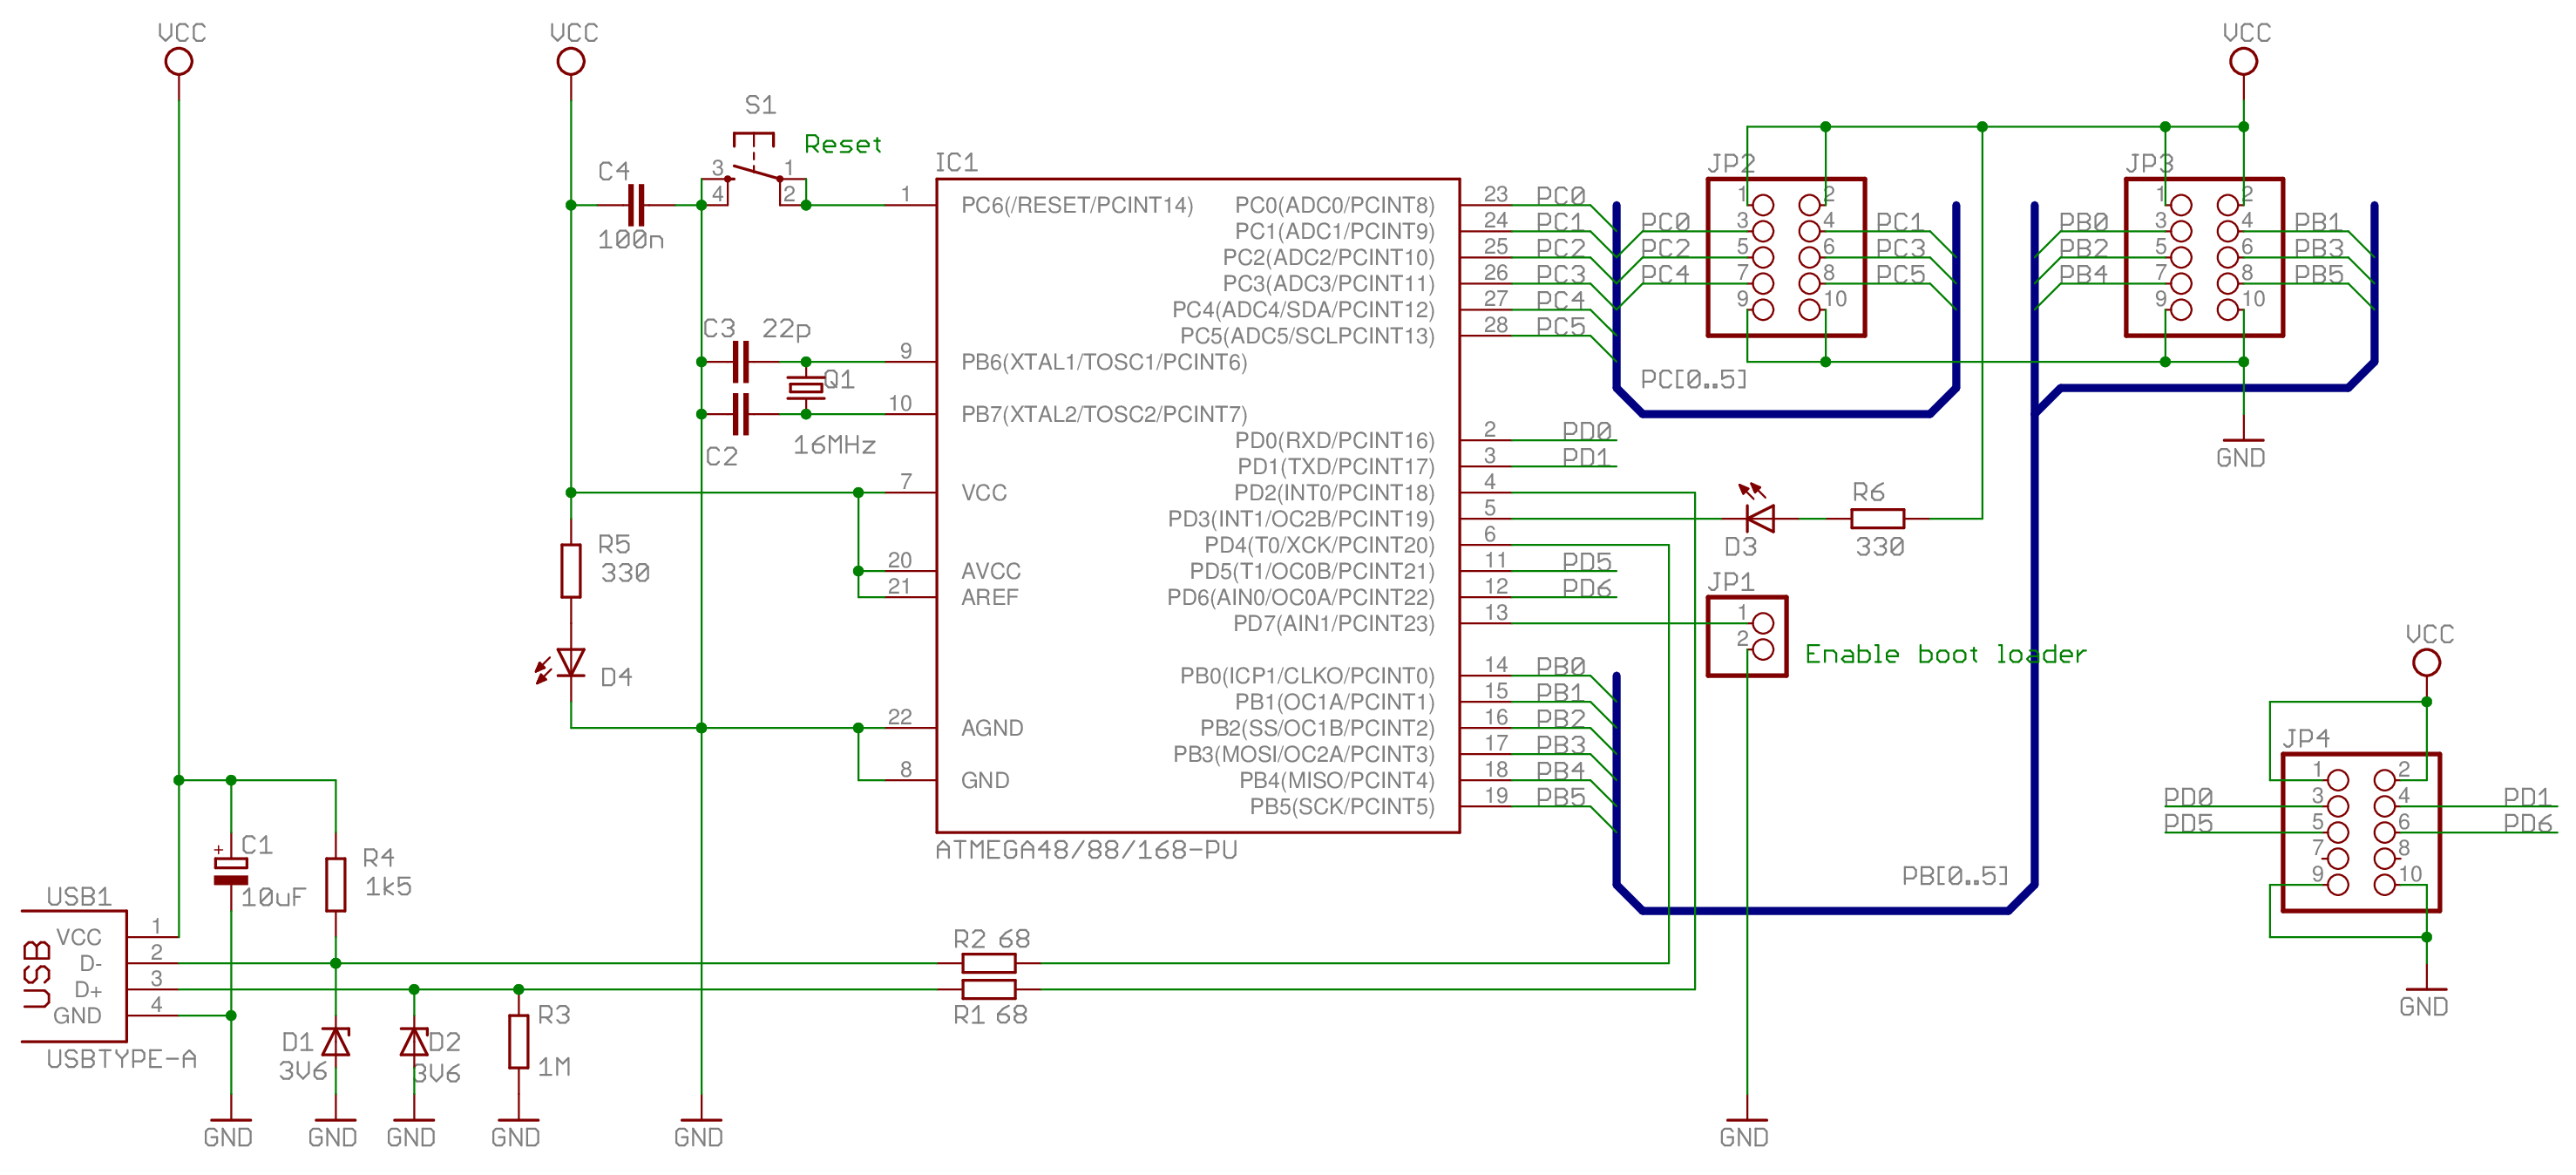 VCC
VCC
VCC
S1
Reset
3
1
4
2
C4
100n
C3 22p
Q1
C2
16MHz
R5
330
D4
IC1
1 PC6(/RESET/PCINT14)
9 PB6(XTAL1/TOSC1/PCINT6)
10 PB7(XTAL2/TOSC2/PCINT7)
7 VCC
20 AVCC
21 AREF
22 AGND
8 GND
PC0(ADC0/PCINT8) 23 PC0
PC1(ADC1/PCINT9) 24 PC1
PC2(ADC2/PCINT10) 25 PC2
PC3(ADC3/PCINT11) 26 PC3
PC4(ADC4/SDA/PCINT12) 27 PC4
PC5(ADC5/SCLPCINT13) 28 PC5
PD0(RXD/PCINT16) 2 PD0
PD1(TXD/PCINT17) 3 PD1
PD2(INT0/PCINT18) 4
PD3(INT1/OC2B/PCINT19) 5
PD4(T0/XCK/PCINT20) 6
PD5(T1/OC0B/PCINT21) 11 PD5
PD6(AIN0/OC0A/PCINT22) 12 PD6
PD7(AIN1/PCINT23) 13
PB0(ICP1/CLKO/PCINT0) 14 PB0
PB1(OC1A/PCINT1) 15 PB1
PB2(SS/OC1B/PCINT2) 16 PB2
PB3(MOSI/OC2A/PCINT3) 17 PB3
PB4(MISO/PCINT4) 18 PB4
PB5(SCK/PCINT5) 19 PB5
ATMEGA48/88/168-PU
JP2
1 2
PC0 3 4 PC1
PC2 5 6 PC3
PC4 7 8 PC5
9 10
PC[0..5]
JP3
1 2
PB0 3 4 PB1
PB2 5 6 PB3
PB4 7 8 PB5
9 10
GND
D3
R6
330
JP1
1
2
Enable boot loader
PB[0..5]
GND
VCC
JP4
1 2
PD0 3 4 PD1
PD5 5 6 PD6
7 8
9 10
GND
C1
+
10uF
R4
1k5
USB1
USB
VCC 1
D- 2
D+ 3
GND 4
USBTYPE-A
R2 68
R1 68
D1
3V6
D2
3V6
R3
1M
GND
GND
GND
GND
GND